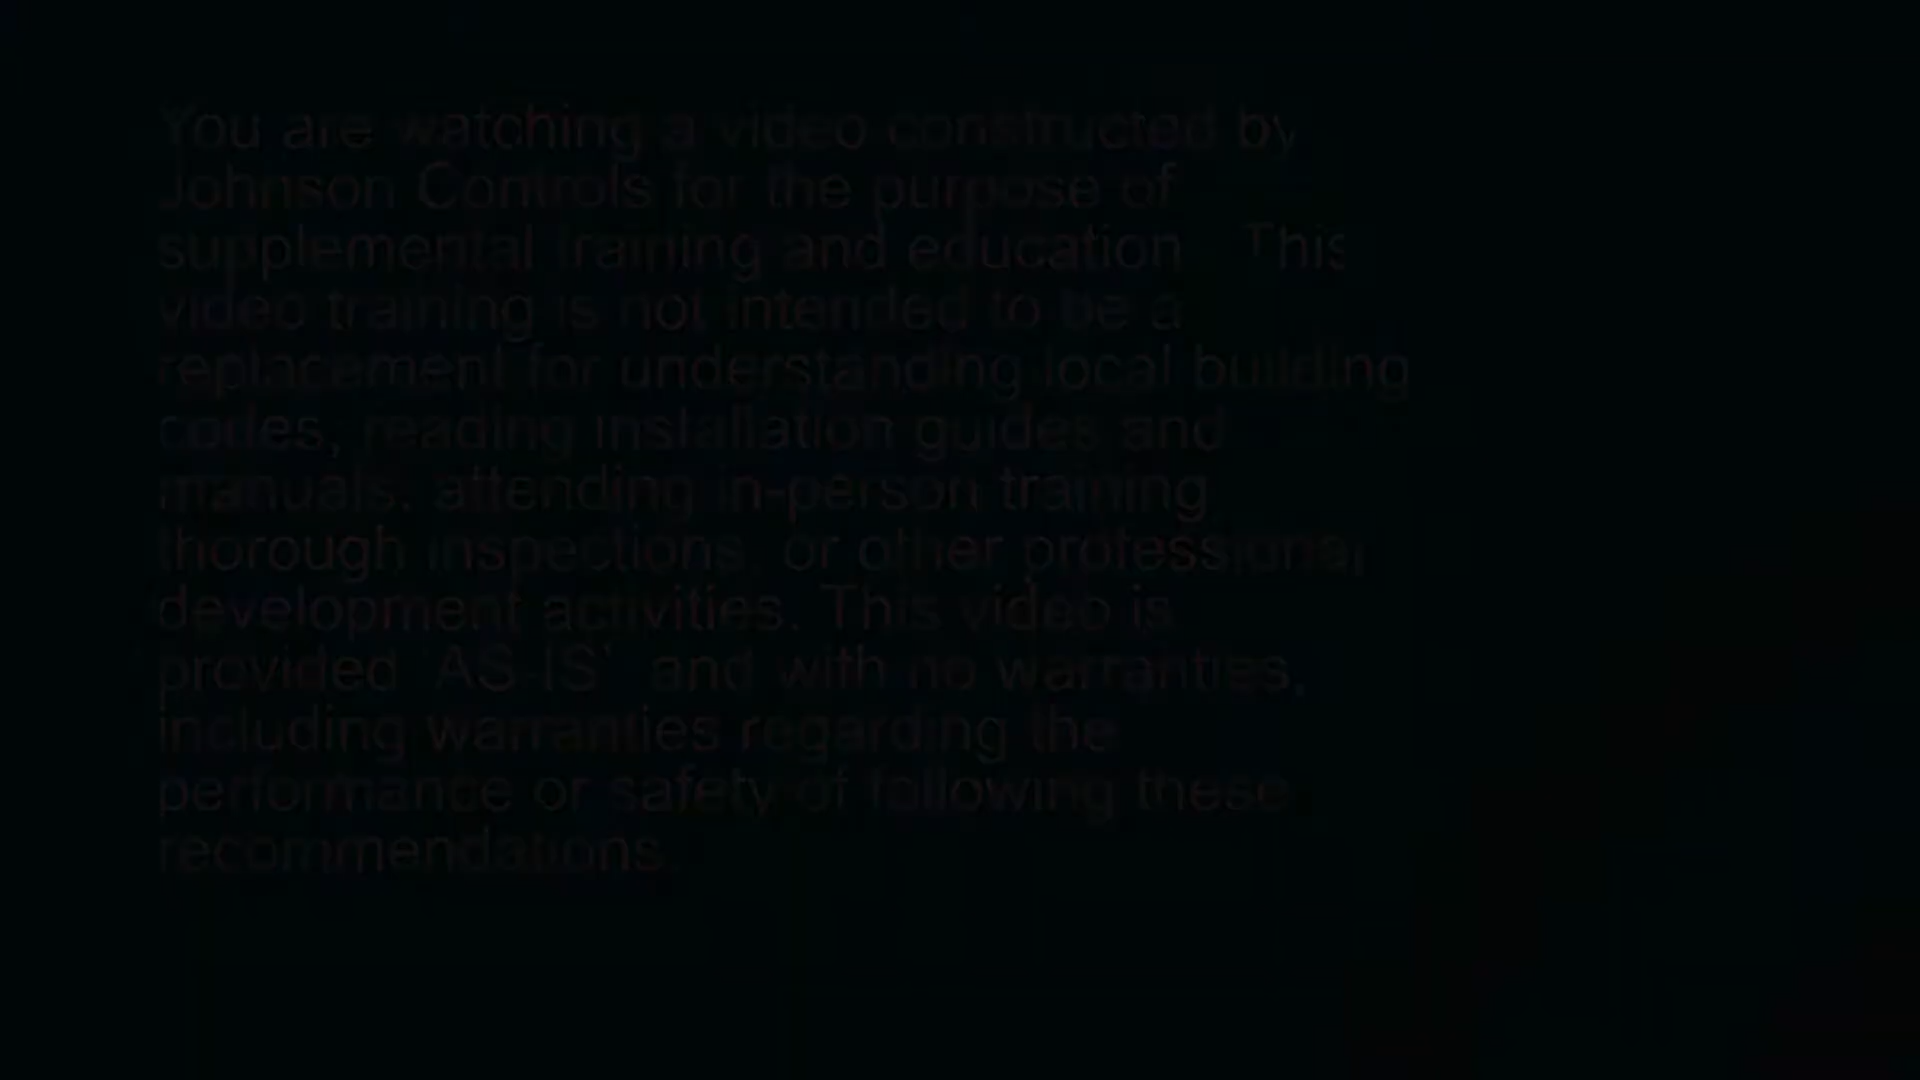 You are watching a video constructed by
Johnson Controls for the purpose of
supplemental training and education. This
video training is not intended to be a
replacement for understanding local building
codes, reading installation guides and
manuals, attending in-person training
thorough inspections, or other professional
development activities. This video is
provided "AS IS" and with no warranties,
including warranties regarding the
performance or safety of following these
recommendations.